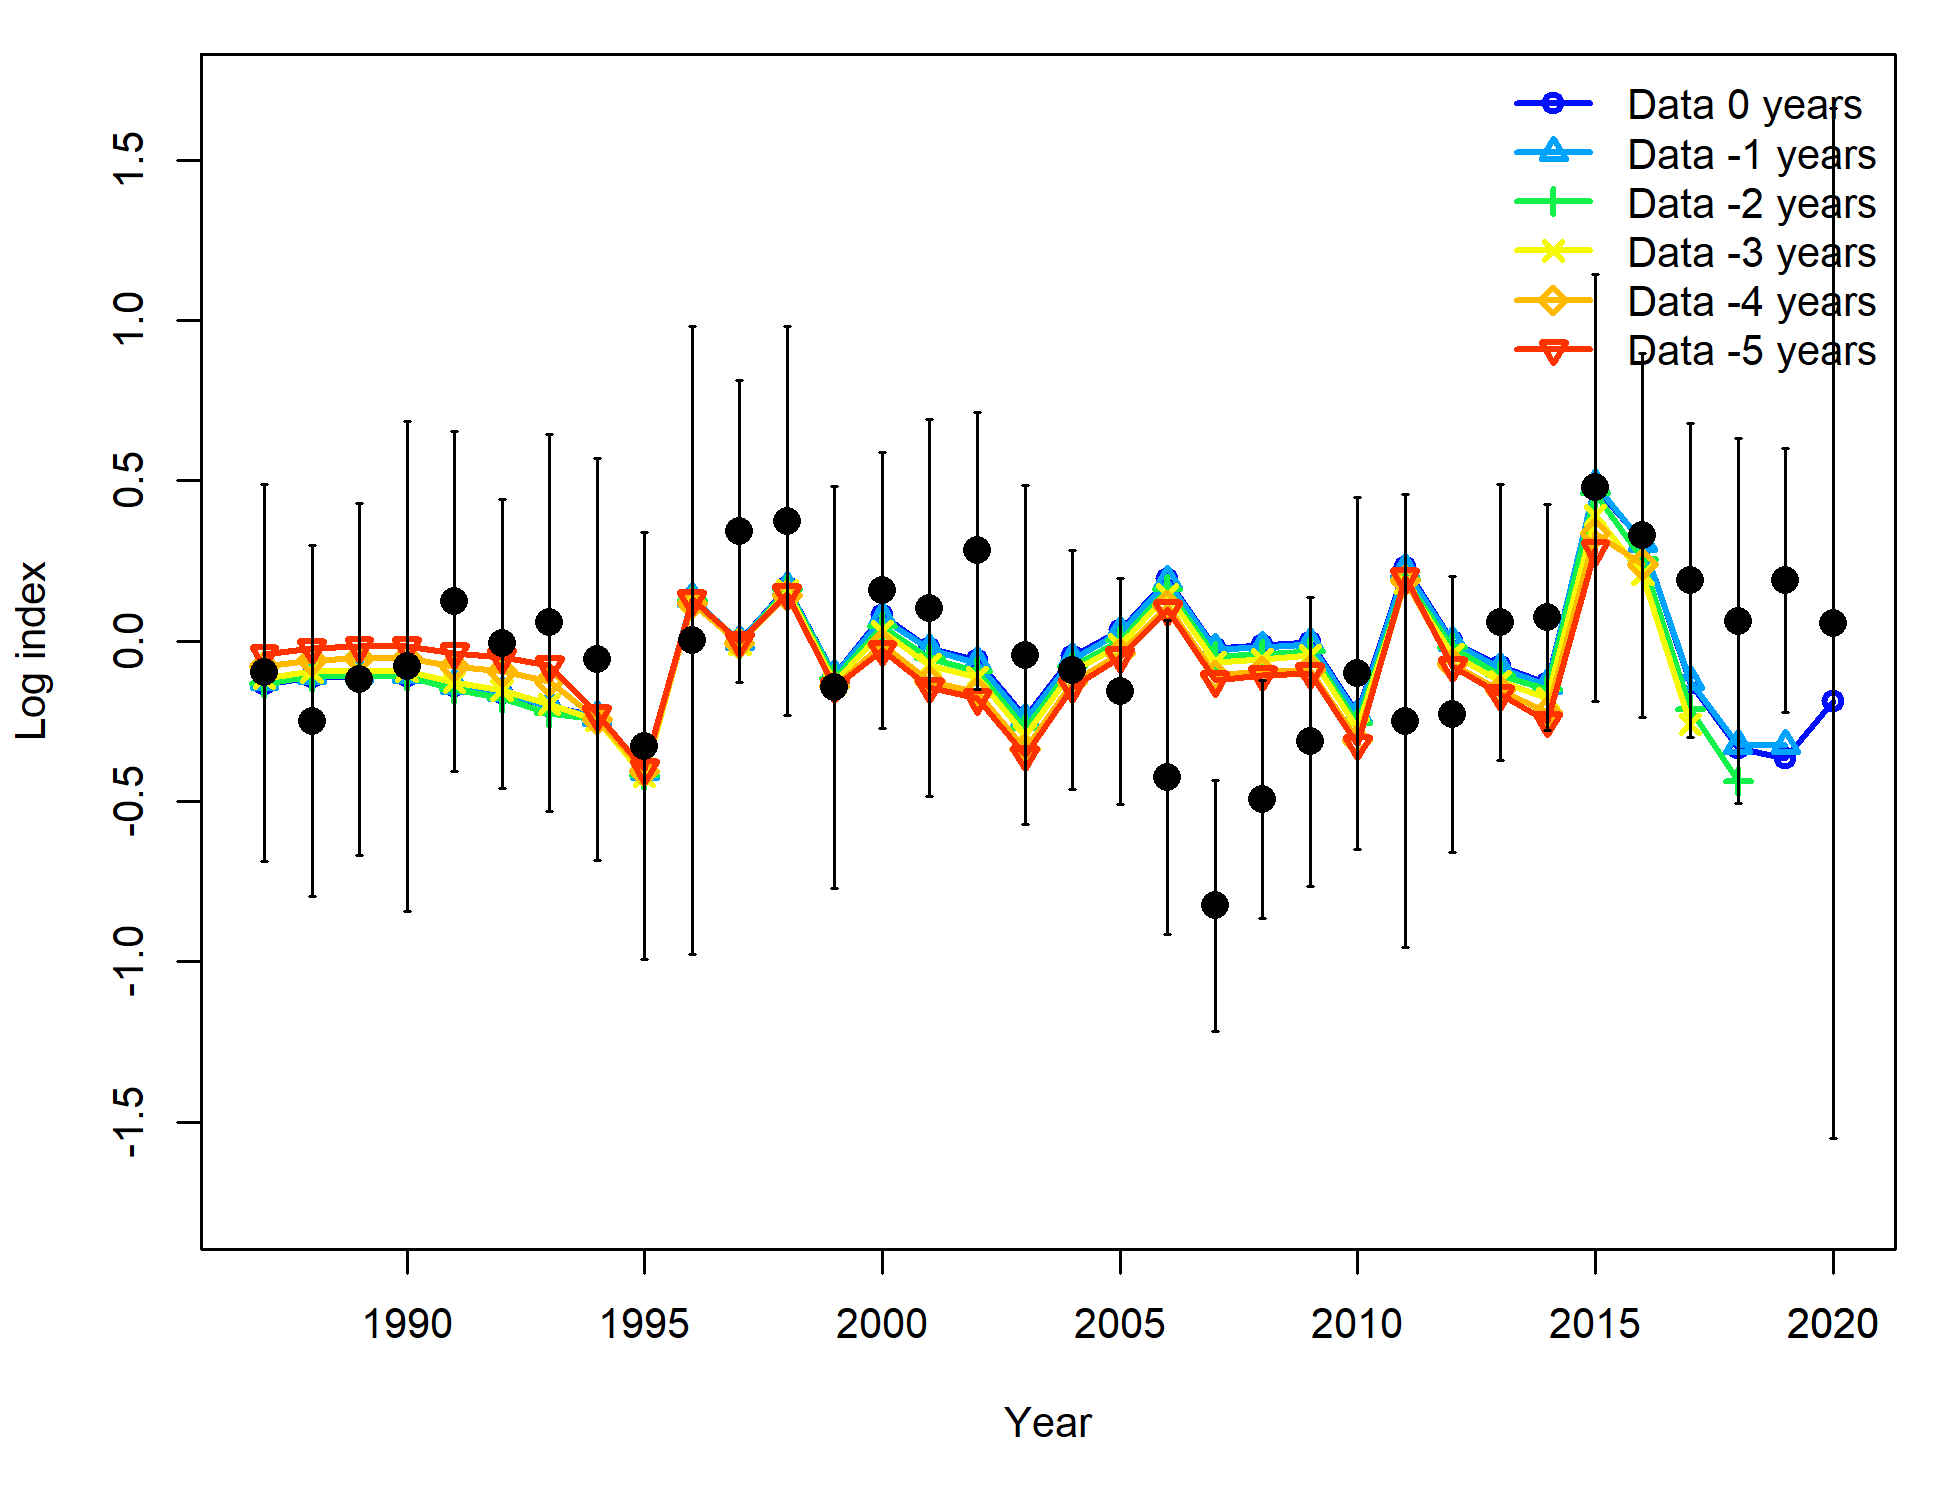 Data 0 years
Data -1 years
Data -2 years
Data -3 years
Data -4 years
Data -5 years
Log index
1.5
1.0
0.5
0.0
-0.5
-1.0
-1.5
1990 1995 2000 2005 2010 2015 2020
Year